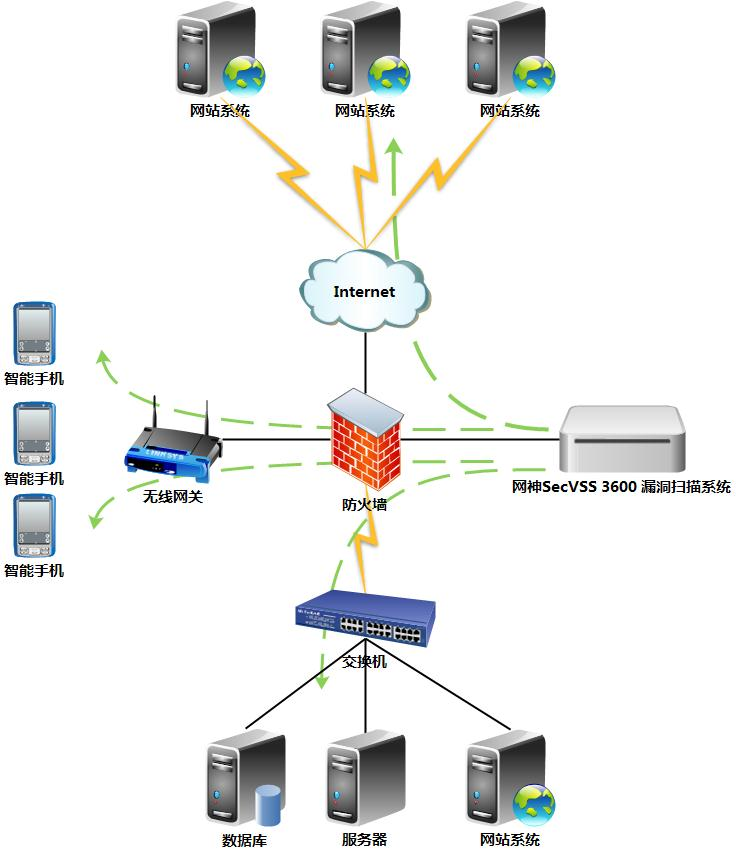 网站系统
网站系统
网站系统
Internet
智能手机
智能手机
智能手机
LINKSYS
无线网关
防火墙
网神SecVSS 3600 漏洞扫描系统
交换机
数据库
服务器
网站系统